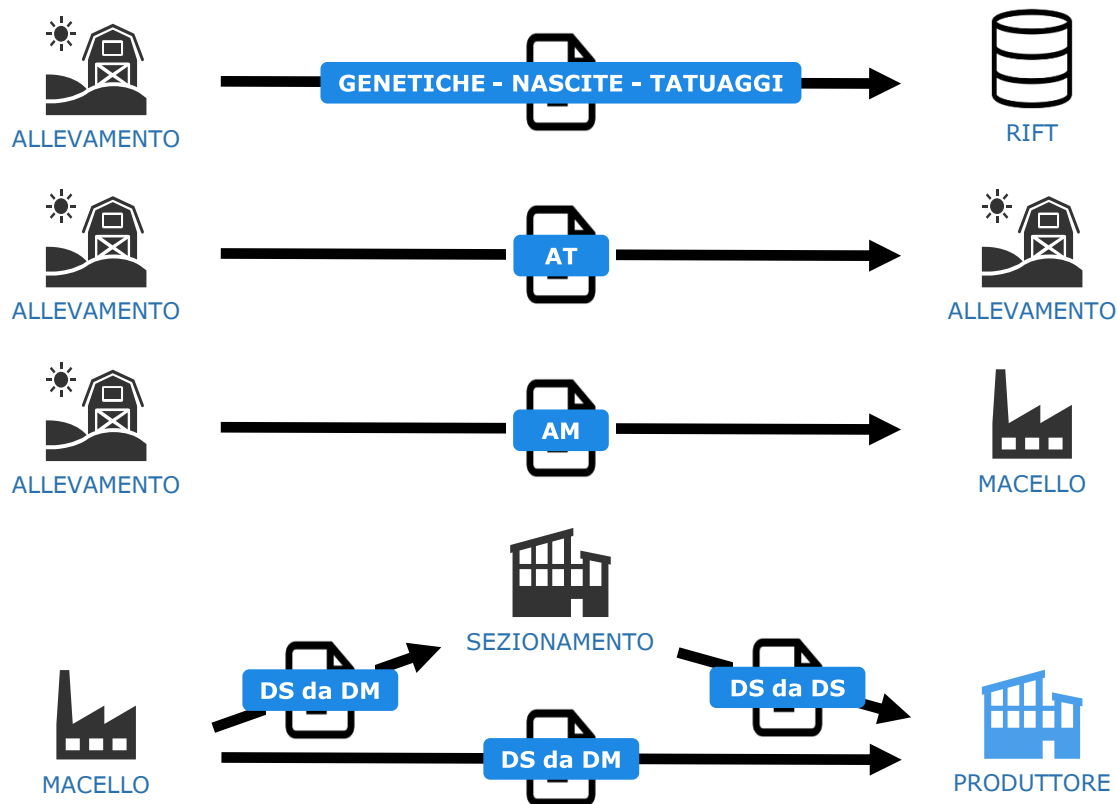 GENETICHE - NASCITE - TATUAGGI
ALLEVAMENTO
RIFT
AT
ALLEVAMENTO
ALLEVAMENTO
AM
ALLEVAMENTO
MACELLO
SEZIONAMENTO
DS da DM
DS da DS
DS da DM
MACELLO
PRODUTTORE